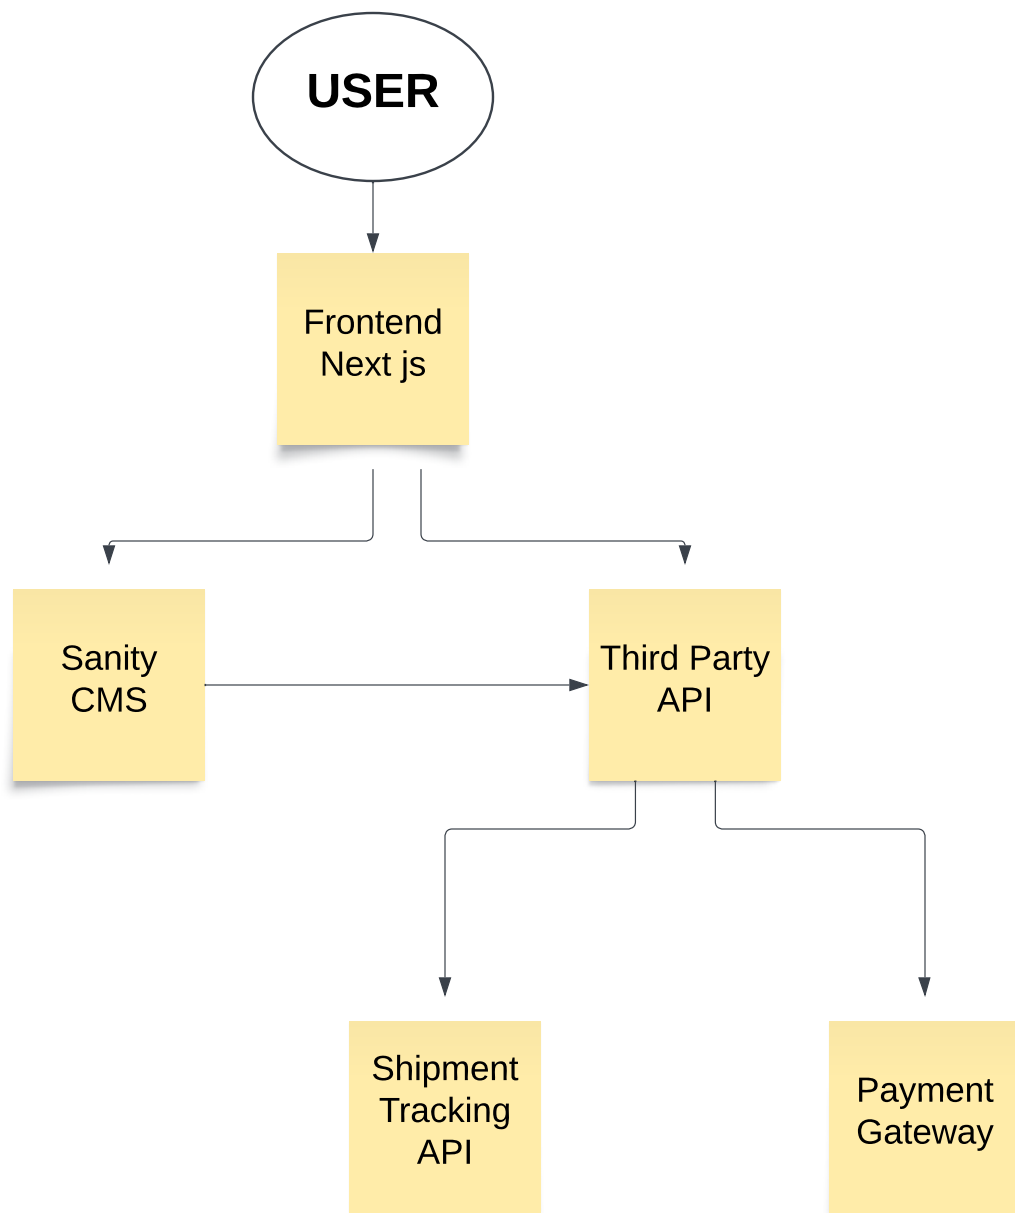 USER
Frontend
Next js
Sanity
CMS
Third Party
API
Shipment
Tracking
API
Payment
Gateway